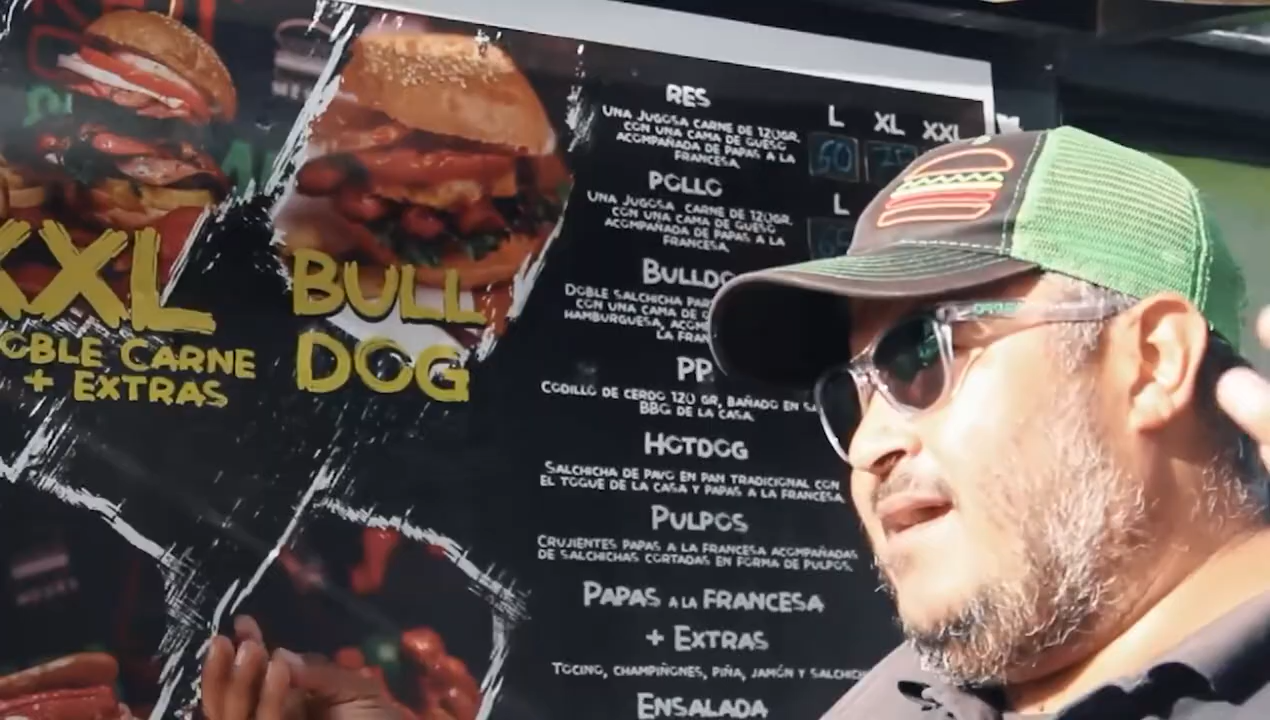 XXL
DOBLE CARNE
+ EXTRAS
BULL
DOG
RES
UNA JUGOSA CARNE DE 120GR.
CON UNA CAMA DE QUESO
ACOMPAÑADA DE PAPAS A LA
FRANCESA.
L XL XXL
60
POLLO
UNA JUGOSA CARNE DE 120GR.
CON UNA CAMA DE QUESO
ACOMPAÑADA DE PAPAS A LA
FRANCESA.
L
BULLDO
DOBLE SALCHICHA
CON UNA CAMA DE
HAMBURGUESA,
LA
PP
CODILLO DE CERDO 120 GR, BAÑADO EN
BBQ DE LA CASA.
HOTDOG
SALCHICHA DE PAVO EN PAN TRADICIONAL CON
EL TOQUE DE LA CASA Y PAPAS A LA FRANCESA
PULPOS
CRUJIENTES PAPAS A LA FRANCESA ACOMPAÑADAS
DE SALCHICHAS CORTADAS EN FORMA DE PULPOS.
PAPAS A LA FRANCESA
+ EXTRAS
TOCINO, CHAMPIÑONES, PIÑA, JAMÓN Y SALCHICH
ENSALADA